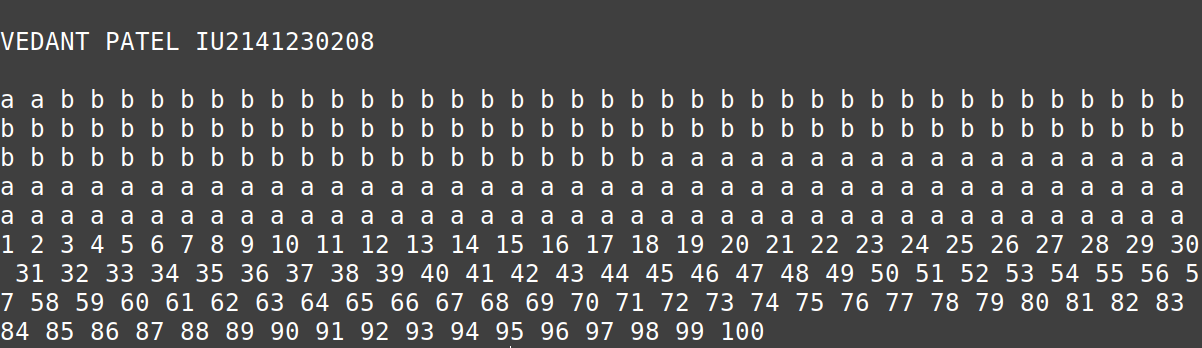 VEDANT PATEL IU2141230208
a a b b b b b b b b b b b b b b b b b b b b b b b b b b b b b b b b b b b b b b
b b b b b b b b b b b b b b b b b b b b b b b b b b b b b b b b b b b b b b b b
b b b b b b b b b b b b b b b b b b b b b b a a a a a a a a a a a a a a a a a a
a a a a a a a a a a a a a a a a a a a a a a a a a a a a a a a a a a a a a a a a
a a a a a a a a a a a a a a a a a a a a a a a a a a a a a a a a a a a a a a a a
1 2 3 4 5 6 7 8 9 10 11 12 13 14 15 16 17 18 19 20 21 22 23 24 25 26 27 28 29 30
 31 32 33 34 35 36 37 38 39 40 41 42 43 44 45 46 47 48 49 50 51 52 53 54 55 56 5
7 58 59 60 61 62 63 64 65 66 67 68 69 70 71 72 73 74 75 76 77 78 79 80 81 82 83
84 85 86 87 88 89 90 91 92 93 94 95 96 97 98 99 100